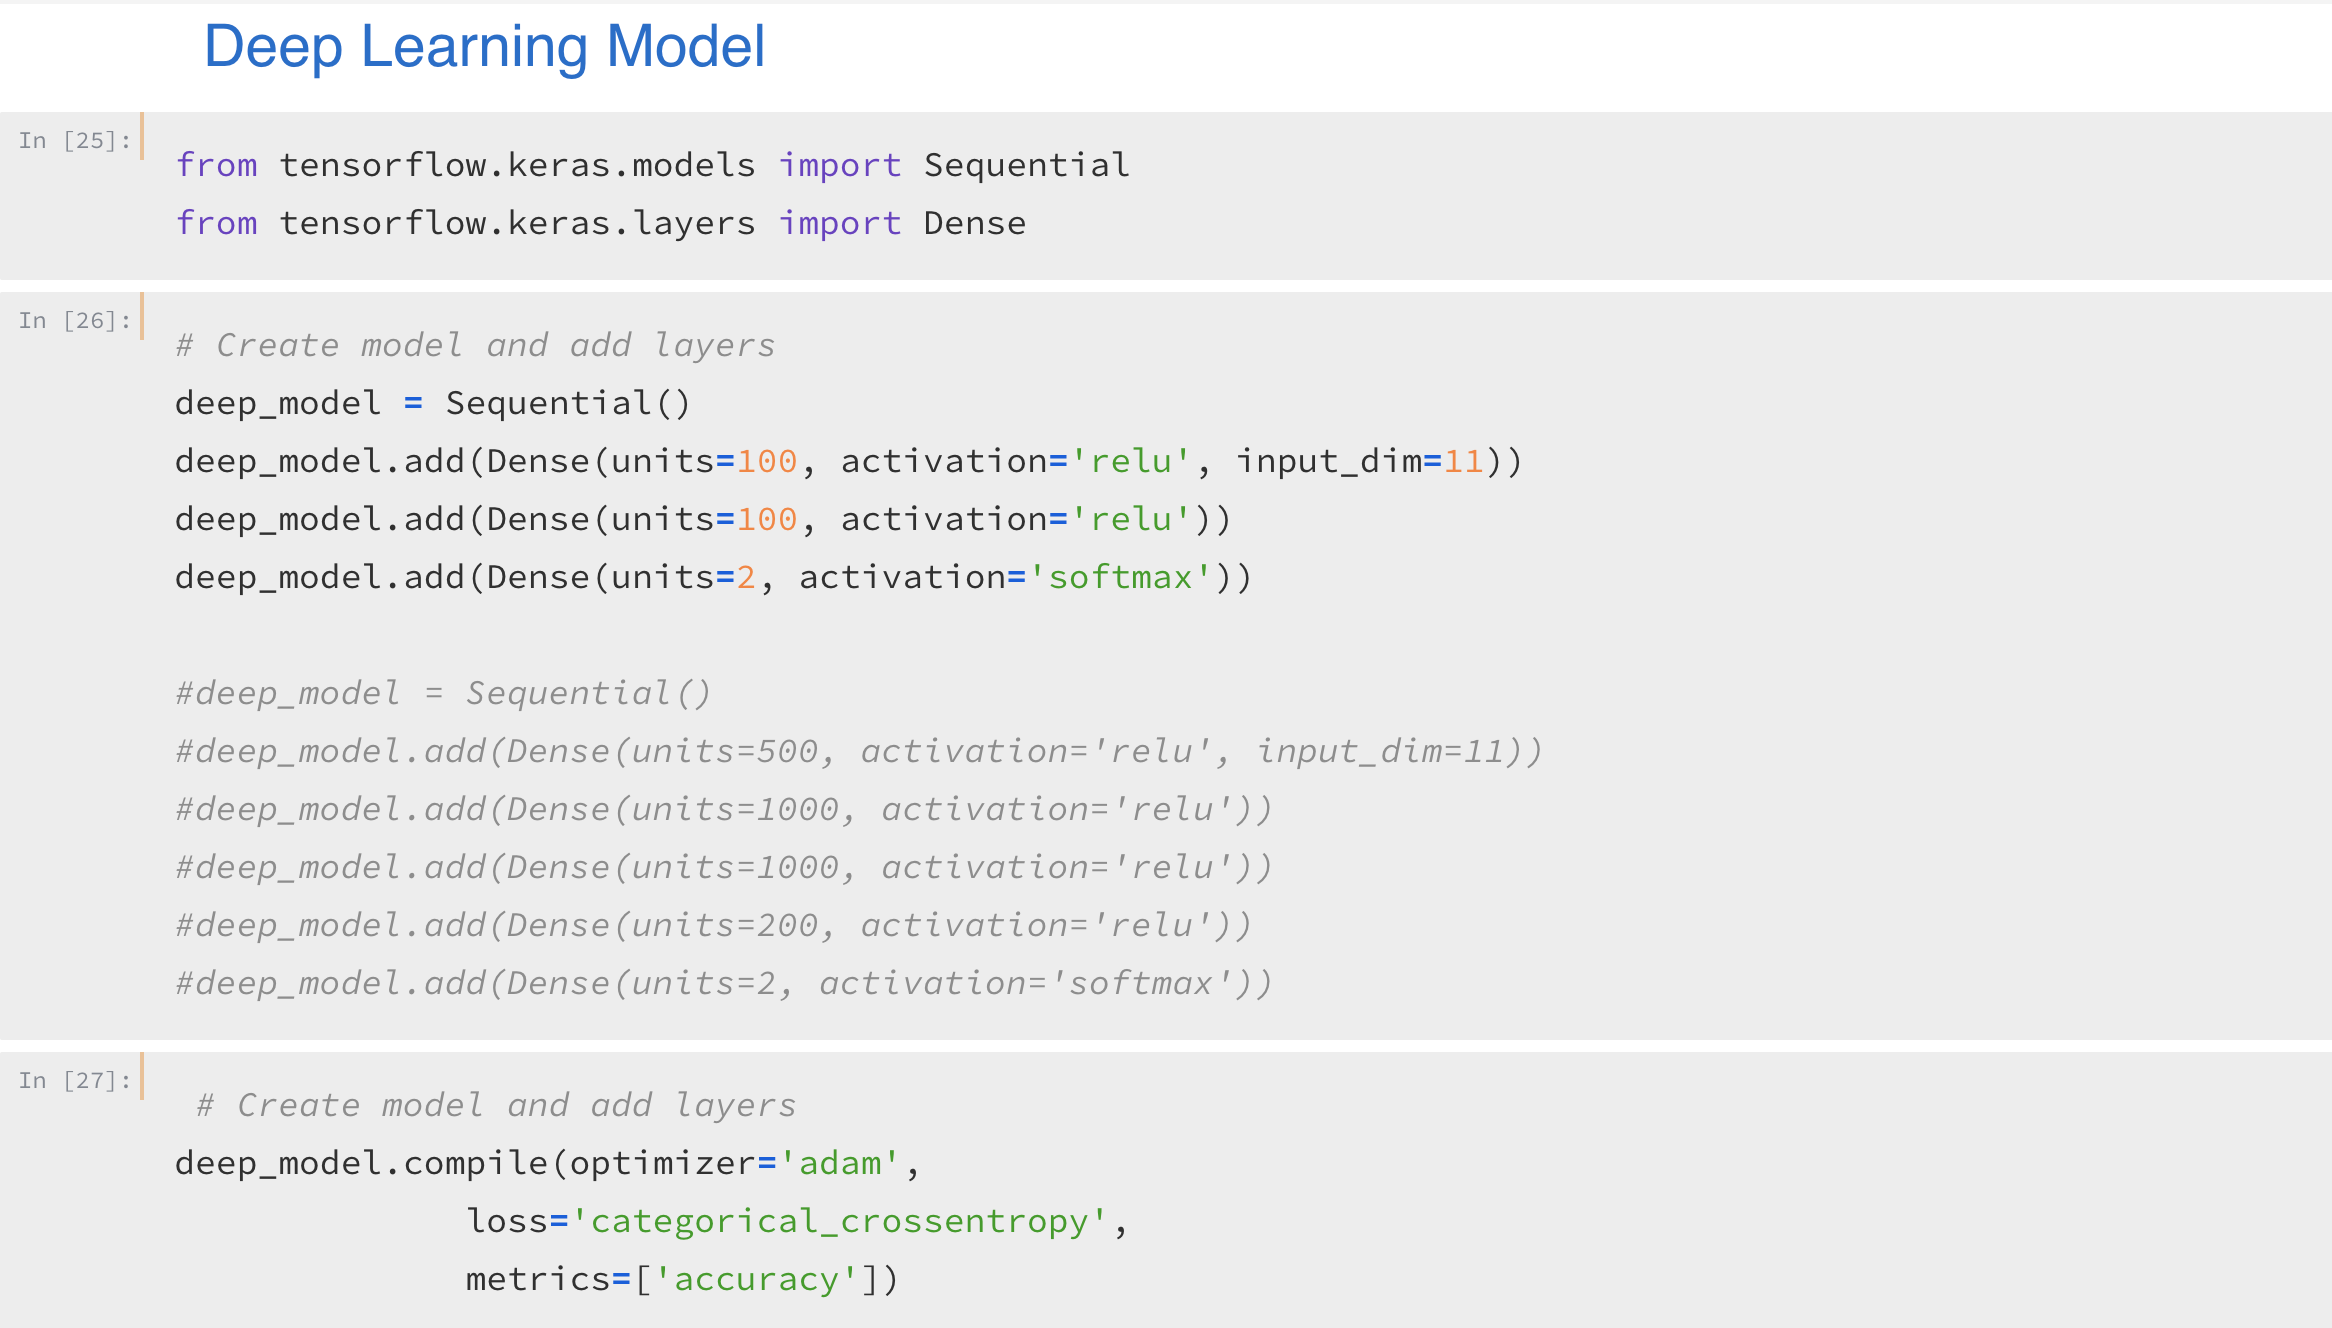 Deep Learning Model
In [25]:
from tensorflow.keras.models import Sequential
from tensorflow.keras.layers import Dense
In [26]:
# Create model and add layers
deep_model = Sequential()
deep_model.add(Dense(units=100, activation='relu', input_dim=11))
deep_model.add(Dense(units=100, activation='relu'))
deep_model.add(Dense(units=2, activation='softmax'))
#deep_model = Sequential()
#deep_model.add(Dense(units=500, activation='relu', input_dim=11))
#deep_model.add(Dense(units=1000, activation='relu'))
#deep_model.add(Dense(units=1000, activation='relu'))
#deep_model.add(Dense(units=200, activation='relu'))
#deep_model.add(Dense(units=2, activation='softmax'))
In [27]:
# Create model and add layers
deep_model.compile(optimizer='adam',
loss='categorical_crossentropy',
metrics=['accuracy'])